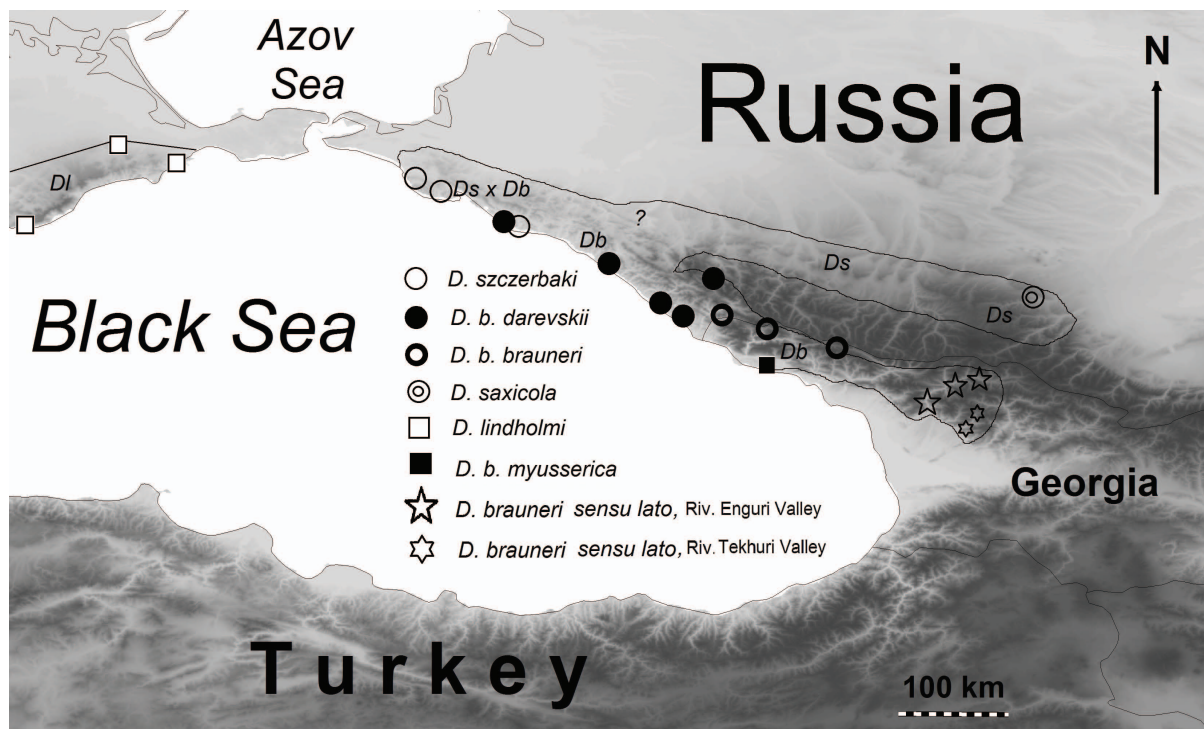 Azov
Sea
Russia
N
Dl
Ds x Db
?
Db
Ds
Ds
Black Sea
Db
D. szczerbaki
D. b. darevskii
D. b. brauneri
D. saxicola
D. lindholmi
D. b. myusserica
D. brauneri sensu lato, Riv. Enguri Valley
D. brauneri sensu lato, Riv. Tekhuri Valley
Georgia
Turkey
100 km